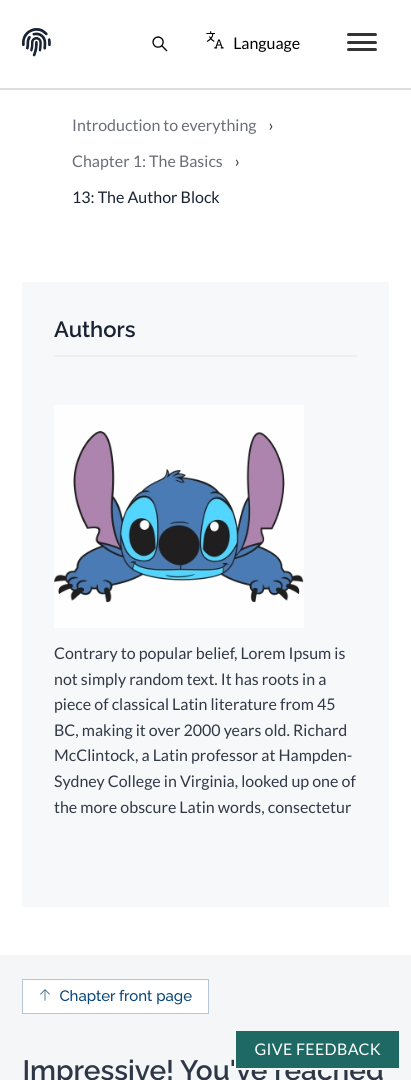 Language
Introduction to everything ›
Chapter 1: The Basics ›
13: The Author Block
Authors
Contrary to popular belief, Lorem Ipsum is
not simply random text. It has roots in a
piece of classical Latin literature from 45
BC, making it over 2000 years old. Richard
McClintock, a Latin professor at Hampden-
Sydney College in Virginia, looked up one of
the more obscure Latin words, consectetur
↑ Chapter front page
GIVE FEEDBACK
Impressive! You've reached